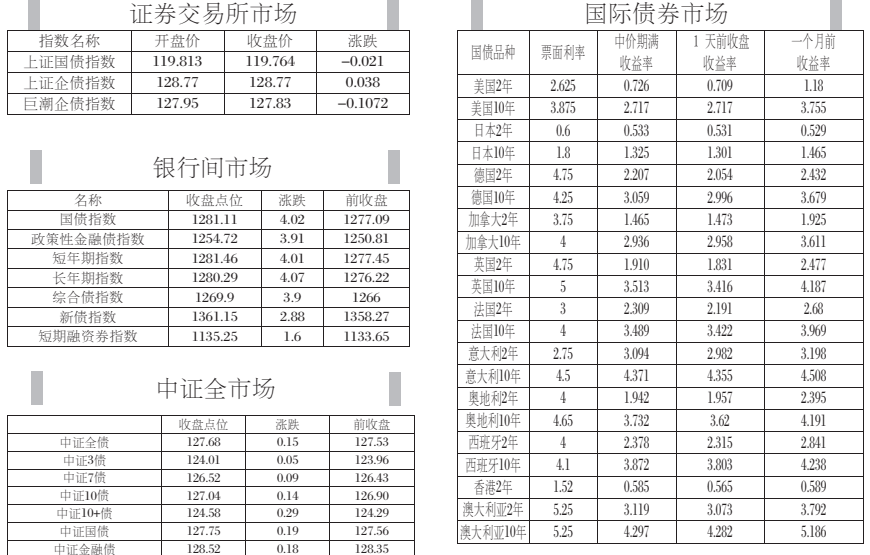 证券交易所市场
指数名称 开盘价 收盘价 涨跌
上证国债指数 119.813 119.764 −0.021
上证企债指数 128.77 128.77 0.038
巨潮企债指数 127.95 127.83 −0.1072
银行间市场
名称 收盘点位 涨跌 前收盘
国债指数 1281.11 4.02 1277.09
政策性金融债指数 1254.72 3.91 1250.81
短年期指数 1281.46 4.01 1277.45
长年期指数 1280.29 4.07 1276.22
综合债指数 1269.9 3.9 1266
新债指数 1361.15 2.88 1358.27
短期融资券指数 1135.25 1.6 1133.65
中证全市场
收盘点位 涨跌 前收盘
中证全债 127.68 0.15 127.53
中证3债 124.01 0.05 123.96
中证7债 126.52 0.09 126.43
中证10债 127.04 0.14 126.90
中证10+债 124.58 0.29 124.29
中证国债 127.75 0.19 127.56
中证金融债 128.52 0.18 128.35
国际债券市场
国债品种 票面利率 中价期满收益率 1 天前收盘收益率 一个月前收益率
美国2年 2.625 0.726 0.709 1.18
美国10年 3.875 2.717 2.717 3.755
日本2年 0.6 0.533 0.531 0.529
日本10年 1.8 1.325 1.301 1.465
德国2年 4.75 2.207 2.054 2.432
德国10年 4.25 3.059 2.996 3.679
加拿大2年 3.75 1.465 1.473 1.925
加拿大10年 4 2.936 2.958 3.611
英国2年 4.75 1.910 1.831 2.477
英国10年 5 3.513 3.416 4.187
法国2年 3 2.309 2.191 2.68
法国10年 4 3.489 3.422 3.969
意大利2年 2.75 3.094 2.982 3.198
意大利10年 4.5 4.371 4.355 4.508
奥地利2年 4 1.942 1.957 2.395
奥地利10年 4.65 3.732 3.62 4.191
西班牙2年 4 2.378 2.315 2.841
西班牙10年 4.1 3.872 3.803 4.238
香港2年 1.52 0.585 0.565 0.589
澳大利亚2年 5.25 3.119 3.073 3.792
澳大利亚10年 5.25 4.297 4.282 5.186